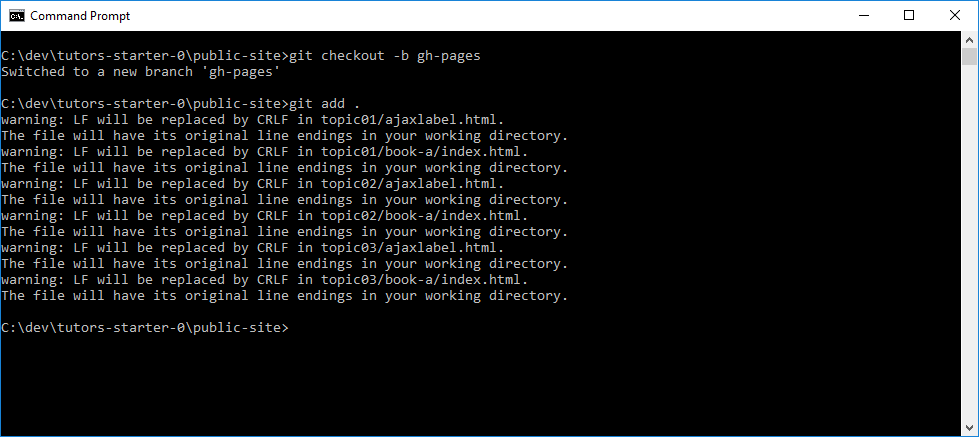 Command Prompt
C:\dev\tutors-starter-0\public-site>git checkout -b gh-pages
Switched to a new branch 'gh-pages'
C:\dev\tutors-starter-0\public-site>git add .
warning: LF will be replaced by CRLF in topic01/ajaxlabel.html.
The file will have its original line endings in your working directory.
warning: LF will be replaced by CRLF in topic01/book-a/index.html.
The file will have its original line endings in your working directory.
warning: LF will be replaced by CRLF in topic02/ajaxlabel.html.
The file will have its original line endings in your working directory.
warning: LF will be replaced by CRLF in topic02/book-a/index.html.
The file will have its original line endings in your working directory.
warning: LF will be replaced by CRLF in topic03/ajaxlabel.html.
The file will have its original line endings in your working directory.
warning: LF will be replaced by CRLF in topic03/book-a/index.html.
The file will have its original line endings in your working directory.
C:\dev\tutors-starter-0\public-site>